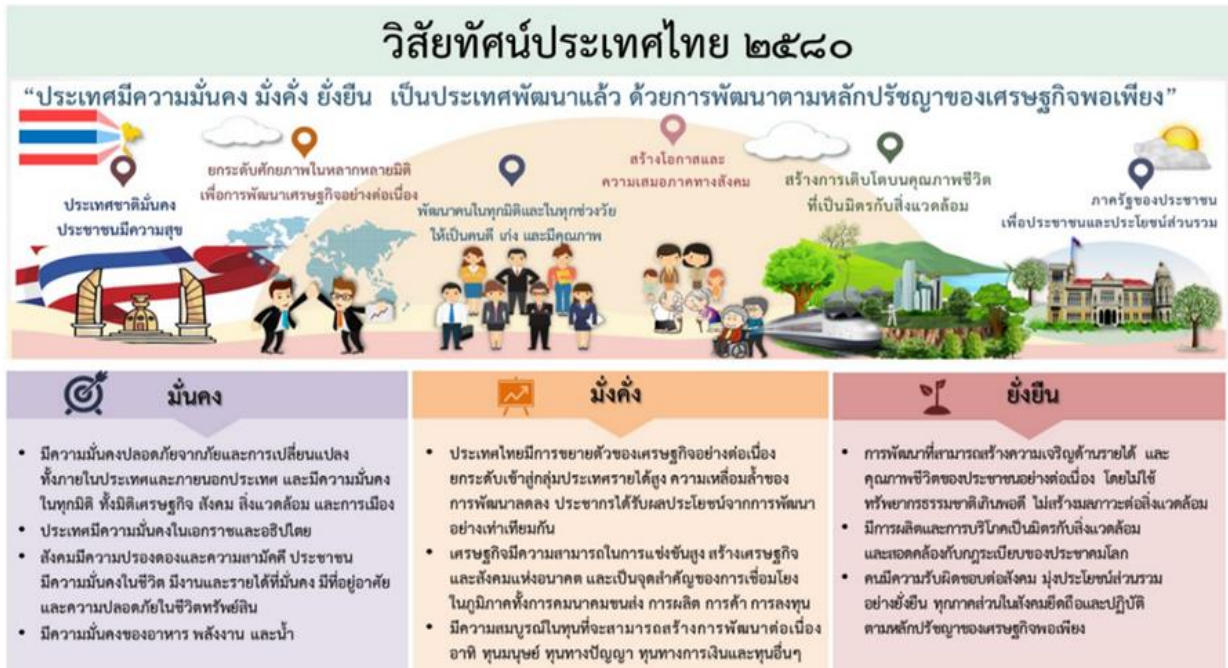 วิสัยทัศน์ประเทศไทย ๒๕๘๐
“ประเทศมีความมั่นคง มั่งคั่ง ยั่งยืน เป็นประเทศพัฒนาแล้ว ด้วยการพัฒนาตามหลักปรัชญาของเศรษฐกิจพอเพียง”
ประเทศชาติมั่นคง
ประชาชนมีความสุข
ยกระดับศักยภาพในหลากหลายมิติ
เพื่อการพัฒนาเศรษฐกิจอย่างต่อเนื่อง
พัฒนาคนในทุกมิติและในทุกช่วงวัย
ให้เป็นคนดี เก่ง และมีคุณภาพ
สร้างโอกาสและ
ความเสมอภาคทางสังคม
สร้างการเติบโตบนคุณภาพชีวิต
ที่เป็นมิตรกับสิ่งแวดล้อม
ภาครัฐของประชาชน
เพื่อประชาชนและประโยชน์ส่วนรวม
มั่นคง
• มีความมั่นคงปลอดภัยจากภัยและการเปลี่ยนแปลง
ทั้งภายในประเทศและภายนอกประเทศ และมีความมั่นคง
ในทุกมิติ ทั้งมิติเศรษฐกิจ สังคม สิ่งแวดล้อม และการเมือง
• ประเทศมีความมั่นคงในเอกราชและอธิปไตย
• สังคมมีความปรองดองและความสามัคคี ประชาชน
มีความมั่นคงในชีวิต มีงานและรายได้ที่มั่นคง มีที่อยู่อาศัย
และความปลอดภัยในชีวิตทรัพย์สิน
• มีความมั่นคงของอาหาร พลังงาน และน้ำ
มั่งคั่ง
• ประเทศไทยมีการขยายตัวของเศรษฐกิจอย่างต่อเนื่อง
ยกระดับเข้าสู่กลุ่มประเทศรายได้สูง ความเหลื่อมล้ำของ
การพัฒนาลดลง ประชากรได้รับผลประโยชน์จากการพัฒนา
อย่างเท่าเทียมกัน
• เศรษฐกิจมีความสามารถในการแข่งขันสูง สร้างเศรษฐกิจ
และสังคมแห่งอนาคต และเป็นจุดสำคัญของการเชื่อมโยง
ในภูมิภาคทั้งการคมนาคมขนส่ง การผลิต การค้า การลงทุน
• มีความสมบูรณ์ในทุนที่จะสามารถสร้างการพัฒนาต่อเนื่อง
อาทิ ทุนมนุษย์ ทุนทางปัญญา ทุนทางการเงินและทุนอื่นๆ
ยั่งยืน
• การพัฒนาที่สามารถสร้างความเจริญด้านรายได้ และ
คุณภาพชีวิตของประชาชนอย่างต่อเนื่อง โดยไม่ใช้
ทรัพยากรธรรมชาติเกินพอดี ไม่สร้างมลภาวะต่อสิ่งแวดล้อม
• มีการผลิตและการบริโภคเป็นมิตรกับสิ่งแวดล้อม
และสอดคล้องกับกฎระเบียบของประชาคมโลก
• คนมีความรับผิดชอบต่อสังคม มุ่งประโยชน์ส่วนรวม
อย่างยั่งยืน ทุกภาคส่วนในสังคมยึดถือและปฏิบัติ
ตามหลักปรัชญาของเศรษฐกิจพอเพียง